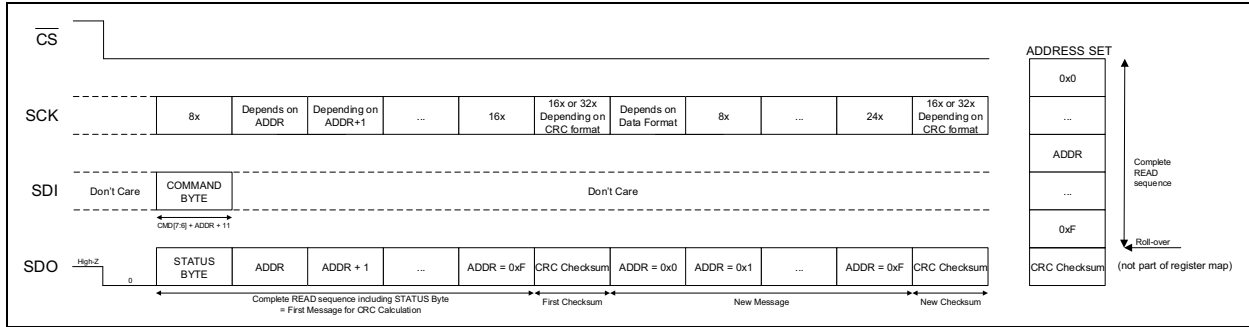 CS
SCK
8x
Depends on
ADDR
Depending on
ADDR+1
...
16x
16x or 32x
Depending on
CRC format
Depends on
Data Format
8x
...
24x
16x or 32x
Depending on
CRC format
SDI
Don't Care
COMMAND
BYTE
Don't Care
CMD[7:6] + ADDR + 11
SDO
High-Z
0
STATUS
BYTE
ADDR
ADDR + 1
...
ADDR = 0xF
CRC Checksum
ADDR = 0x0
ADDR = 0x1
...
ADDR = 0xF
CRC Checksum
Complete READ sequence including STATUS Byte
= First Message for CRC Calculation
First Checksum
New Message
New Checksum
ADDRESS SET
0x0
...
ADDR
...
0xF
CRC Checksum
Complete
READ
sequence
Roll-over
(not part of register map)